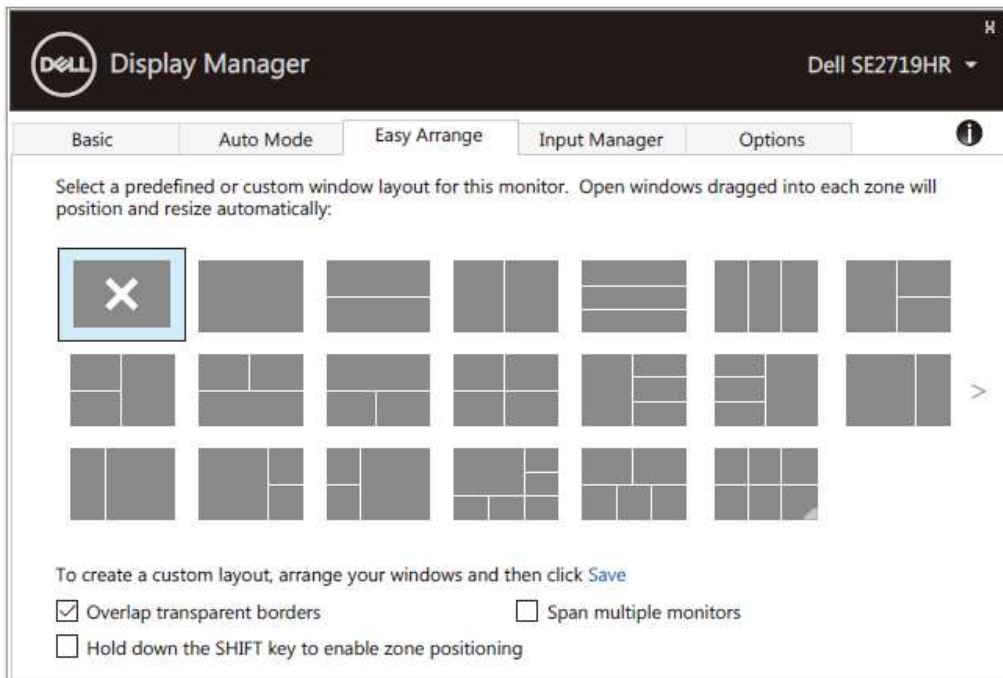 DELL
Display Manager
Dell SE2719HR
Basic
Auto Mode
Easy Arrange
Input Manager
Options
Select a predefined or custom window layout for this monitor. Open windows dragged into each zone will
position and resize automatically:
>
To create a custom layout, arrange your windows and then click Save
Overlap transparent borders
Span multiple monitors
Hold down the SHIFT key to enable zone positioning